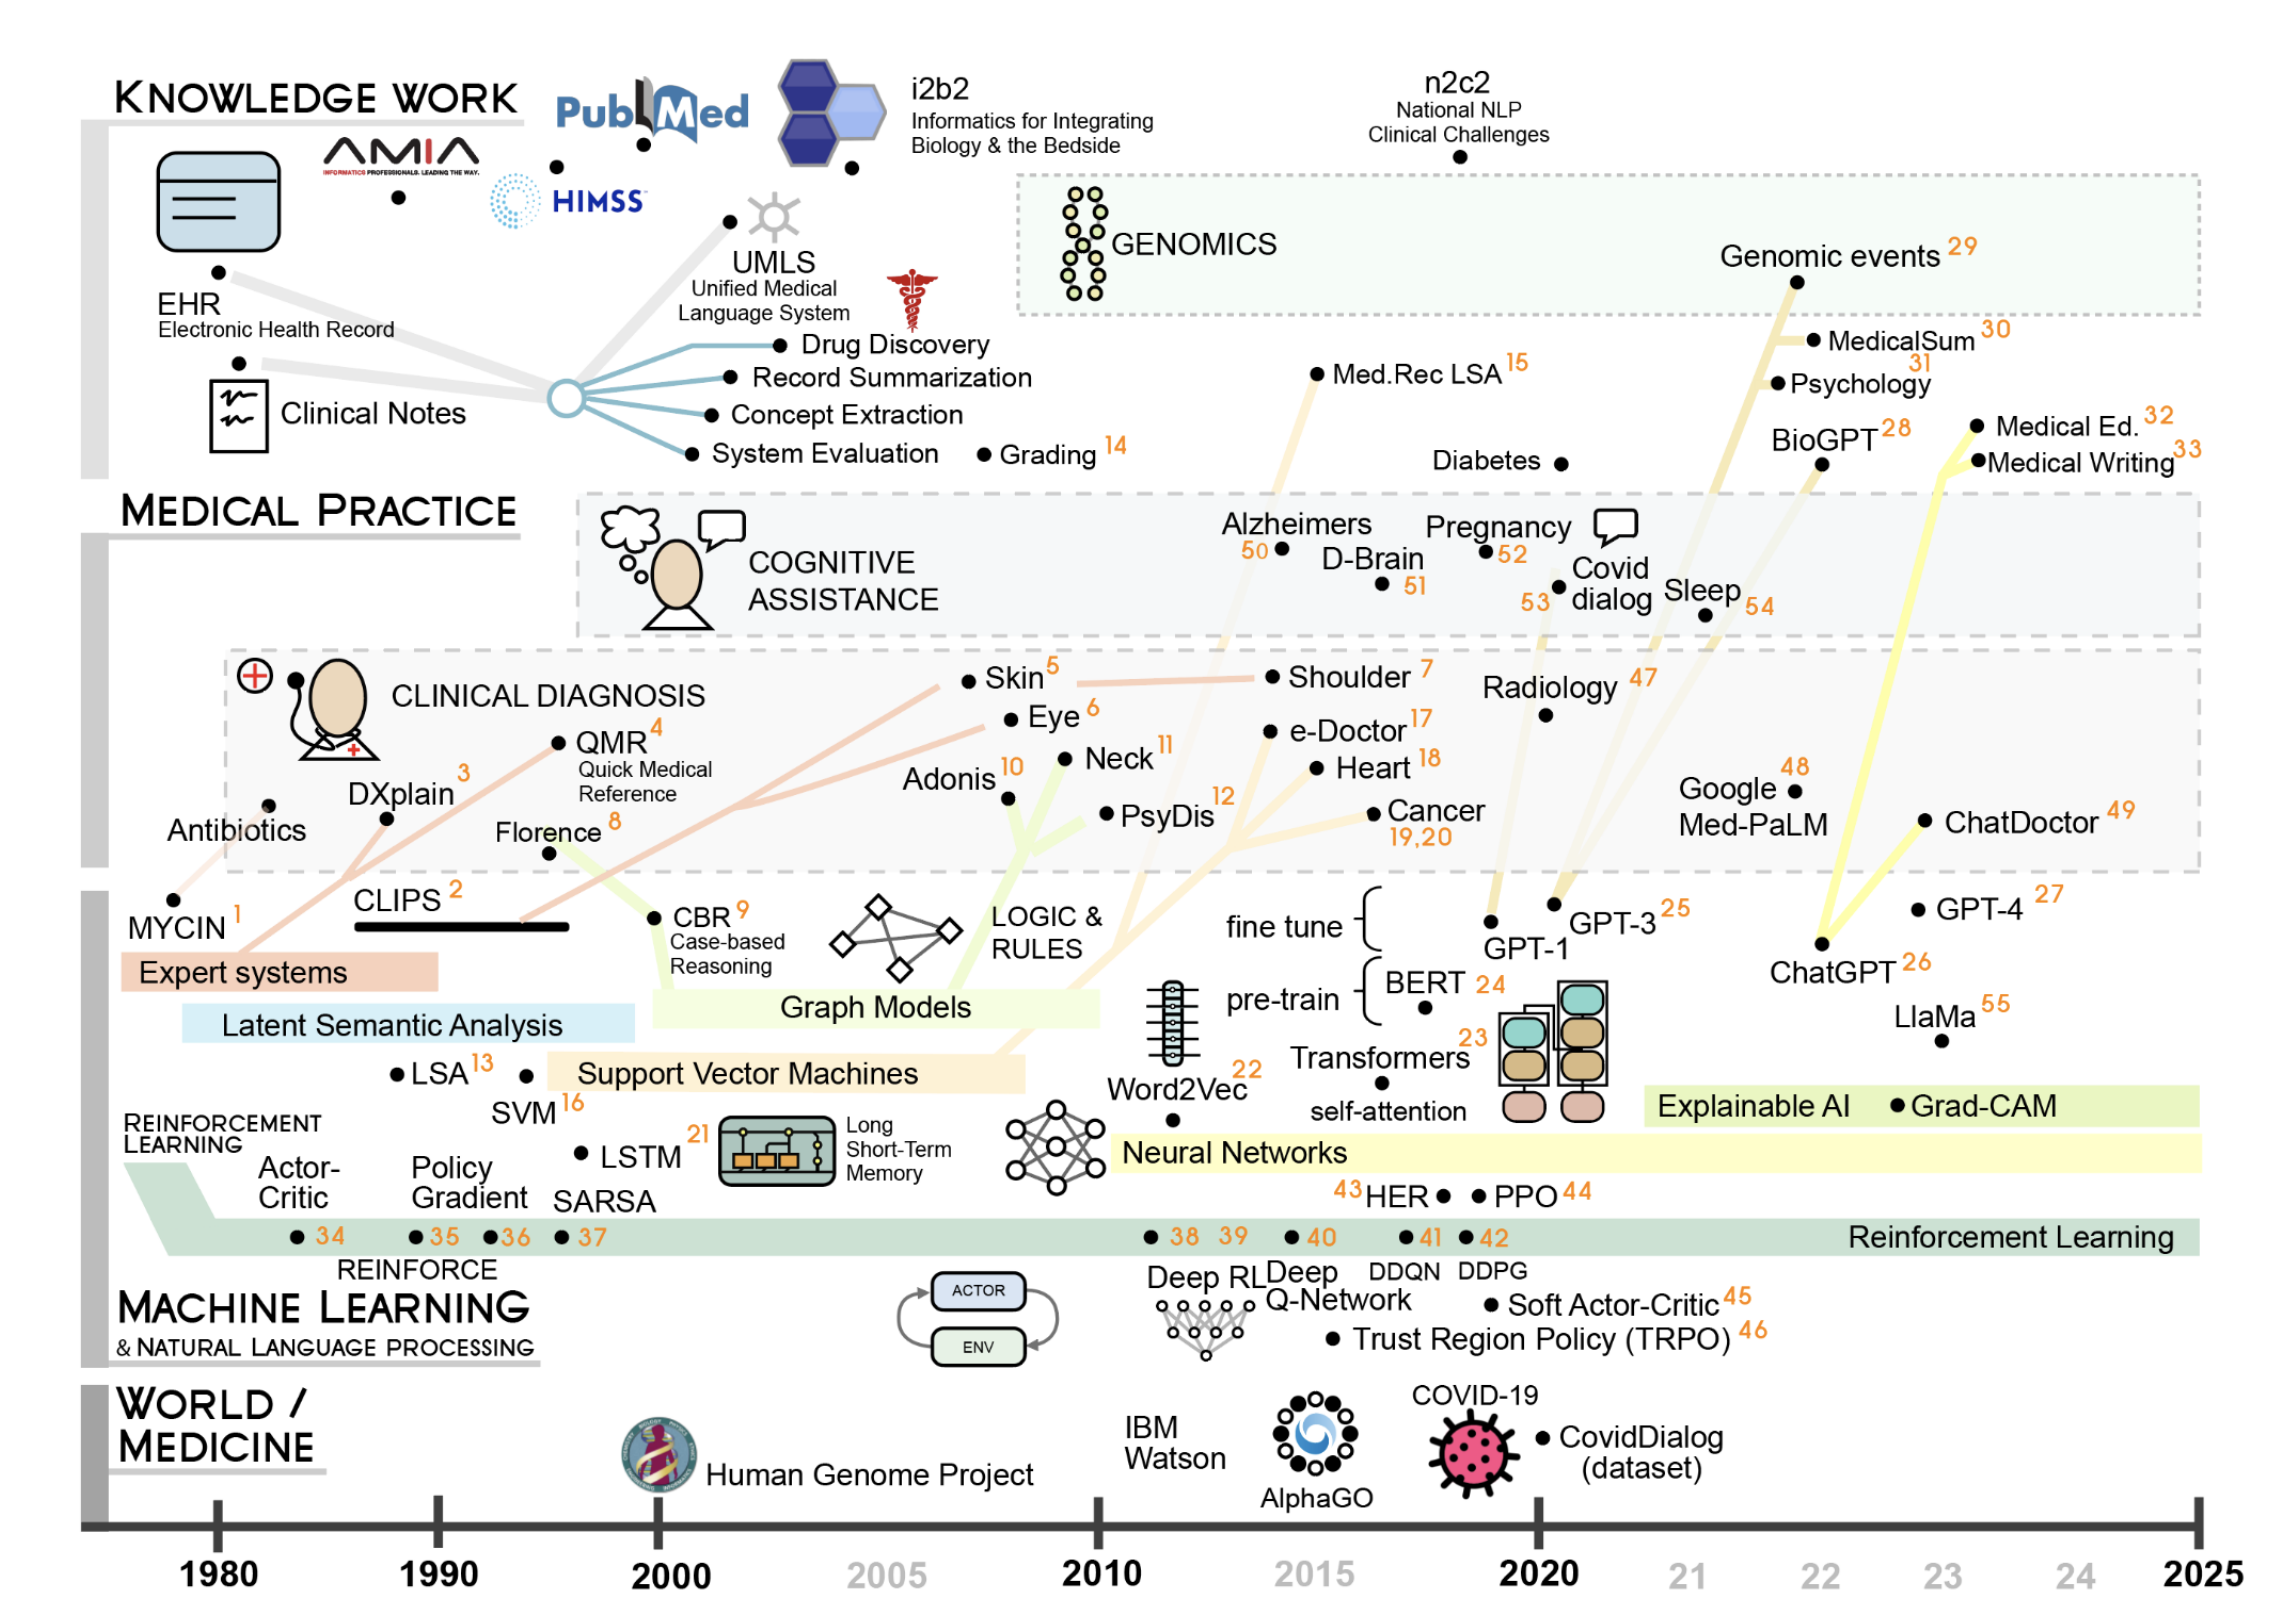 KNOWLEDGE WORK
AMIA
INFORMATICS PROFESSIONALS. LEADING THE WAY.
PubMed
HIMSS™
i2b2
Informatics for Integrating
Biology & the Bedside
n2c2
National NLP
Clinical Challenges
EHR
Electronic Health Record
Clinical Notes
UMLS
Unified Medical
Language System
Drug Discovery
Record Summarization
Concept Extraction
System Evaluation
Grading 14
GENOMICS
Genomic events 29
MedicalSum 30
Psychology 31
BioGPT 28
Medical Ed. 32
Medical Writing 33
Med.Rec LSA 15
Diabetes
MEDICAL PRACTICE
COGNITIVE
ASSISTANCE
Alzheimers
50
D-Brain
51
Pregnancy
52
Covid
dialog
53
Sleep
54
CLINICAL DIAGNOSIS
Antibiotics
DXplain 3
QMR 4
Quick Medical
Reference
Florence 8
Skin 5
Eye 6
Neck 11
Adonis 10
PsyDis 12
Shoulder 7
e-Doctor 17
Heart 18
Cancer
19,20
Radiology 47
48
Google
Med-PaLM
ChatDoctor 49
MYCIN 1
CLIPS 2
Expert systems
CBR 9
Case-based
Reasoning
LOGIC &
RULES
fine tune
GPT-1
GPT-3 25
GPT-4 27
ChatGPT 26
pre-train
BERT 24
LlaMa 55
Latent Semantic Analysis
Graph Models
LSA 13
SVM 16
Support Vector Machines
Word2Vec 22
Transformers 23
self-attention
Explainable AI
Grad-CAM
Neural Networks
LSTM 21
Long
Short-Term
Memory
REINFORCEMENT
LEARNING
Actor-
Critic
Policy
Gradient
SARSA
43 HER
PPO 44
34
35
36
37
38
39
40
41
42
Reinforcement Learning
REINFORCE
Deep RL
Deep
Q-Network
DDQN
DDPG
Soft Actor-Critic 45
Trust Region Policy (TRPO) 46
ACTOR
ENV
MACHINE LEARNING
& NATURAL LANGUAGE PROCESSING
WORLD /
MEDICINE
Human Genome Project
IBM
Watson
AlphaGO
COVID-19
CovidDialog
(dataset)
1980
1990
2000
2005
2010
2015
2020
21
22
23
24
2025